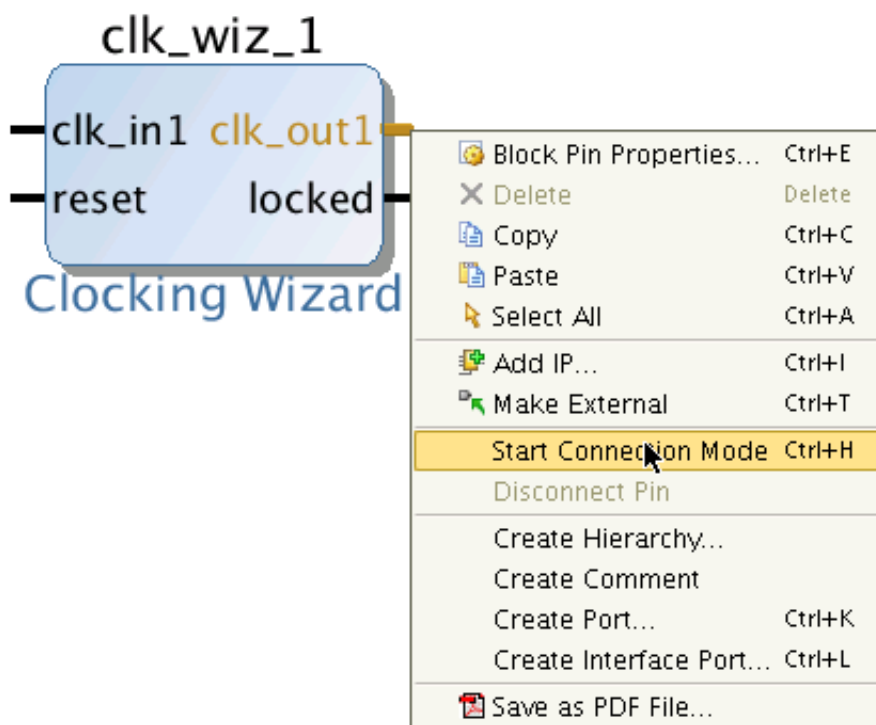 clk_wiz_1
clk_in1 clk_out1
reset locked
Clocking Wizard
Block Pin Properties... Ctrl+E
Delete Delete
Copy Ctrl+C
Paste Ctrl+V
Select All Ctrl+A
Add IP... Ctrl+I
Make External Ctrl+T
Start Connection Mode Ctrl+H
Disconnect Pin
Create Hierarchy...
Create Comment
Create Port... Ctrl+K
Create Interface Port... Ctrl+L
Save as PDF File...